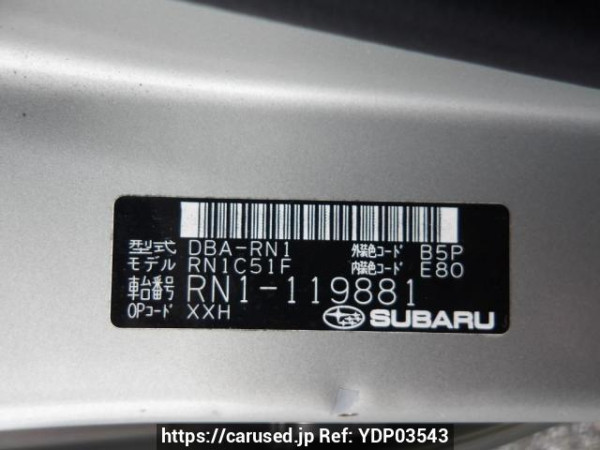 型式 DBA-RN1 外装色コード B5P
モデル RN1C51F 内装色コード E80
車台番号 RN1-119881
OPコード XXH SUBARU
https://carused.jp Ref: YDP03543